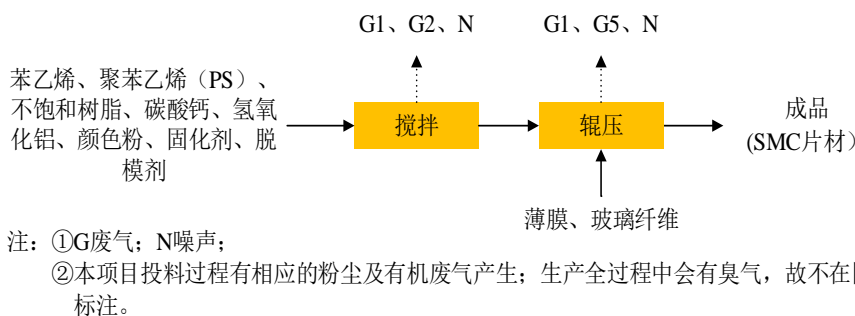 G1、G2、N
G1、G5、N
苯乙烯、聚苯乙烯（PS）、
不饱和树脂、碳酸钙、氢氧
化铝、颜色粉、固化剂、脱
模剂
搅拌
辊压
成品
(SMC片材）
薄膜、玻璃纤维
注：①G废气；N噪声；
②本项目投料过程有相应的粉尘及有机废气产生；生产全过程中会有臭气，故不在
标注。